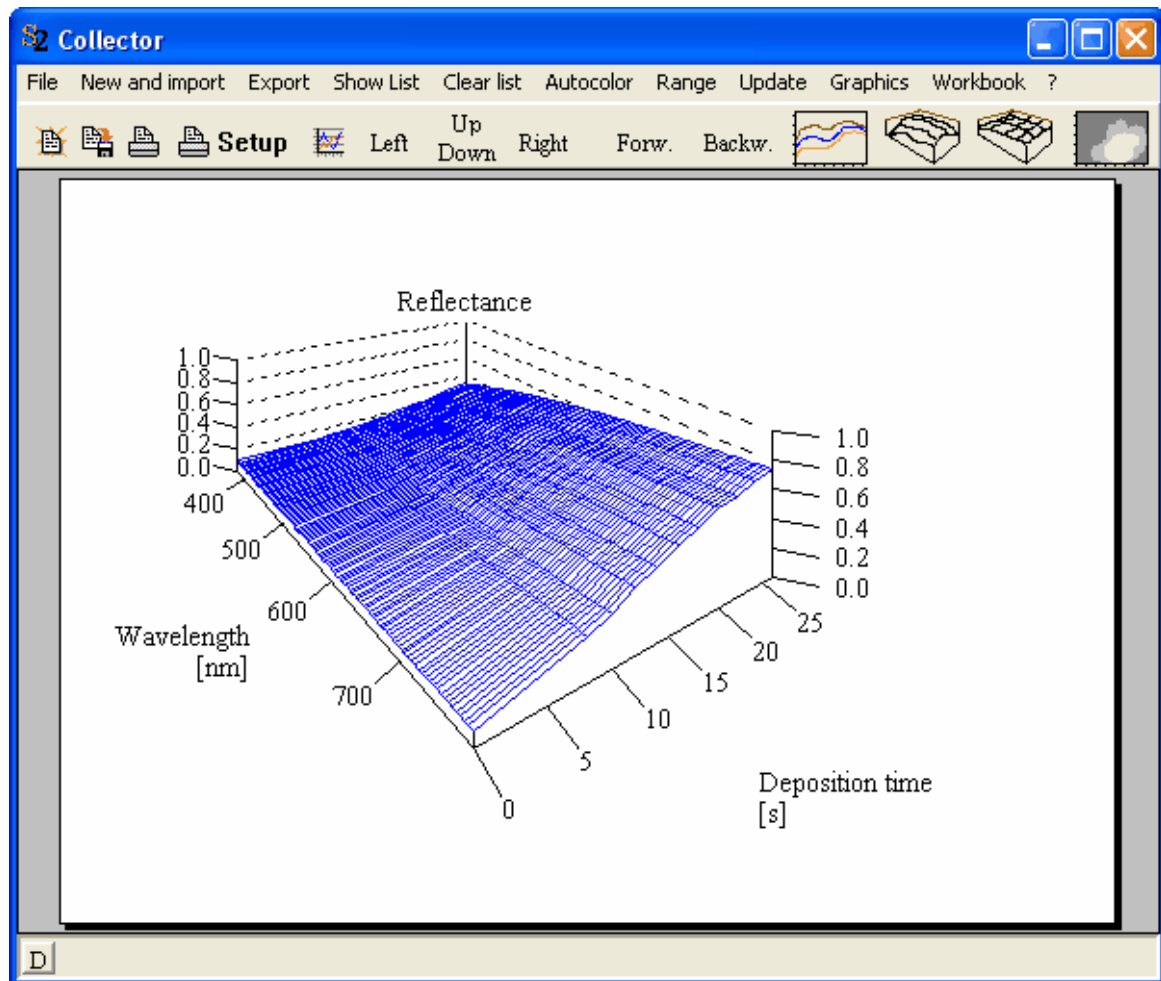 S2 Collector
File New and import Export Show List Clear list Autocolor Range Update Graphics Workbook ?
Setup Left Up Down Right Forw. Backw.
Reflectance
1.0
0.8
0.6
0.4
0.2
0.0
400
500
600
700
Wavelength
[nm]
1.0
0.8
0.6
0.4
0.2
0.0
25
20
15
10
5
0
Deposition time
[s]
D